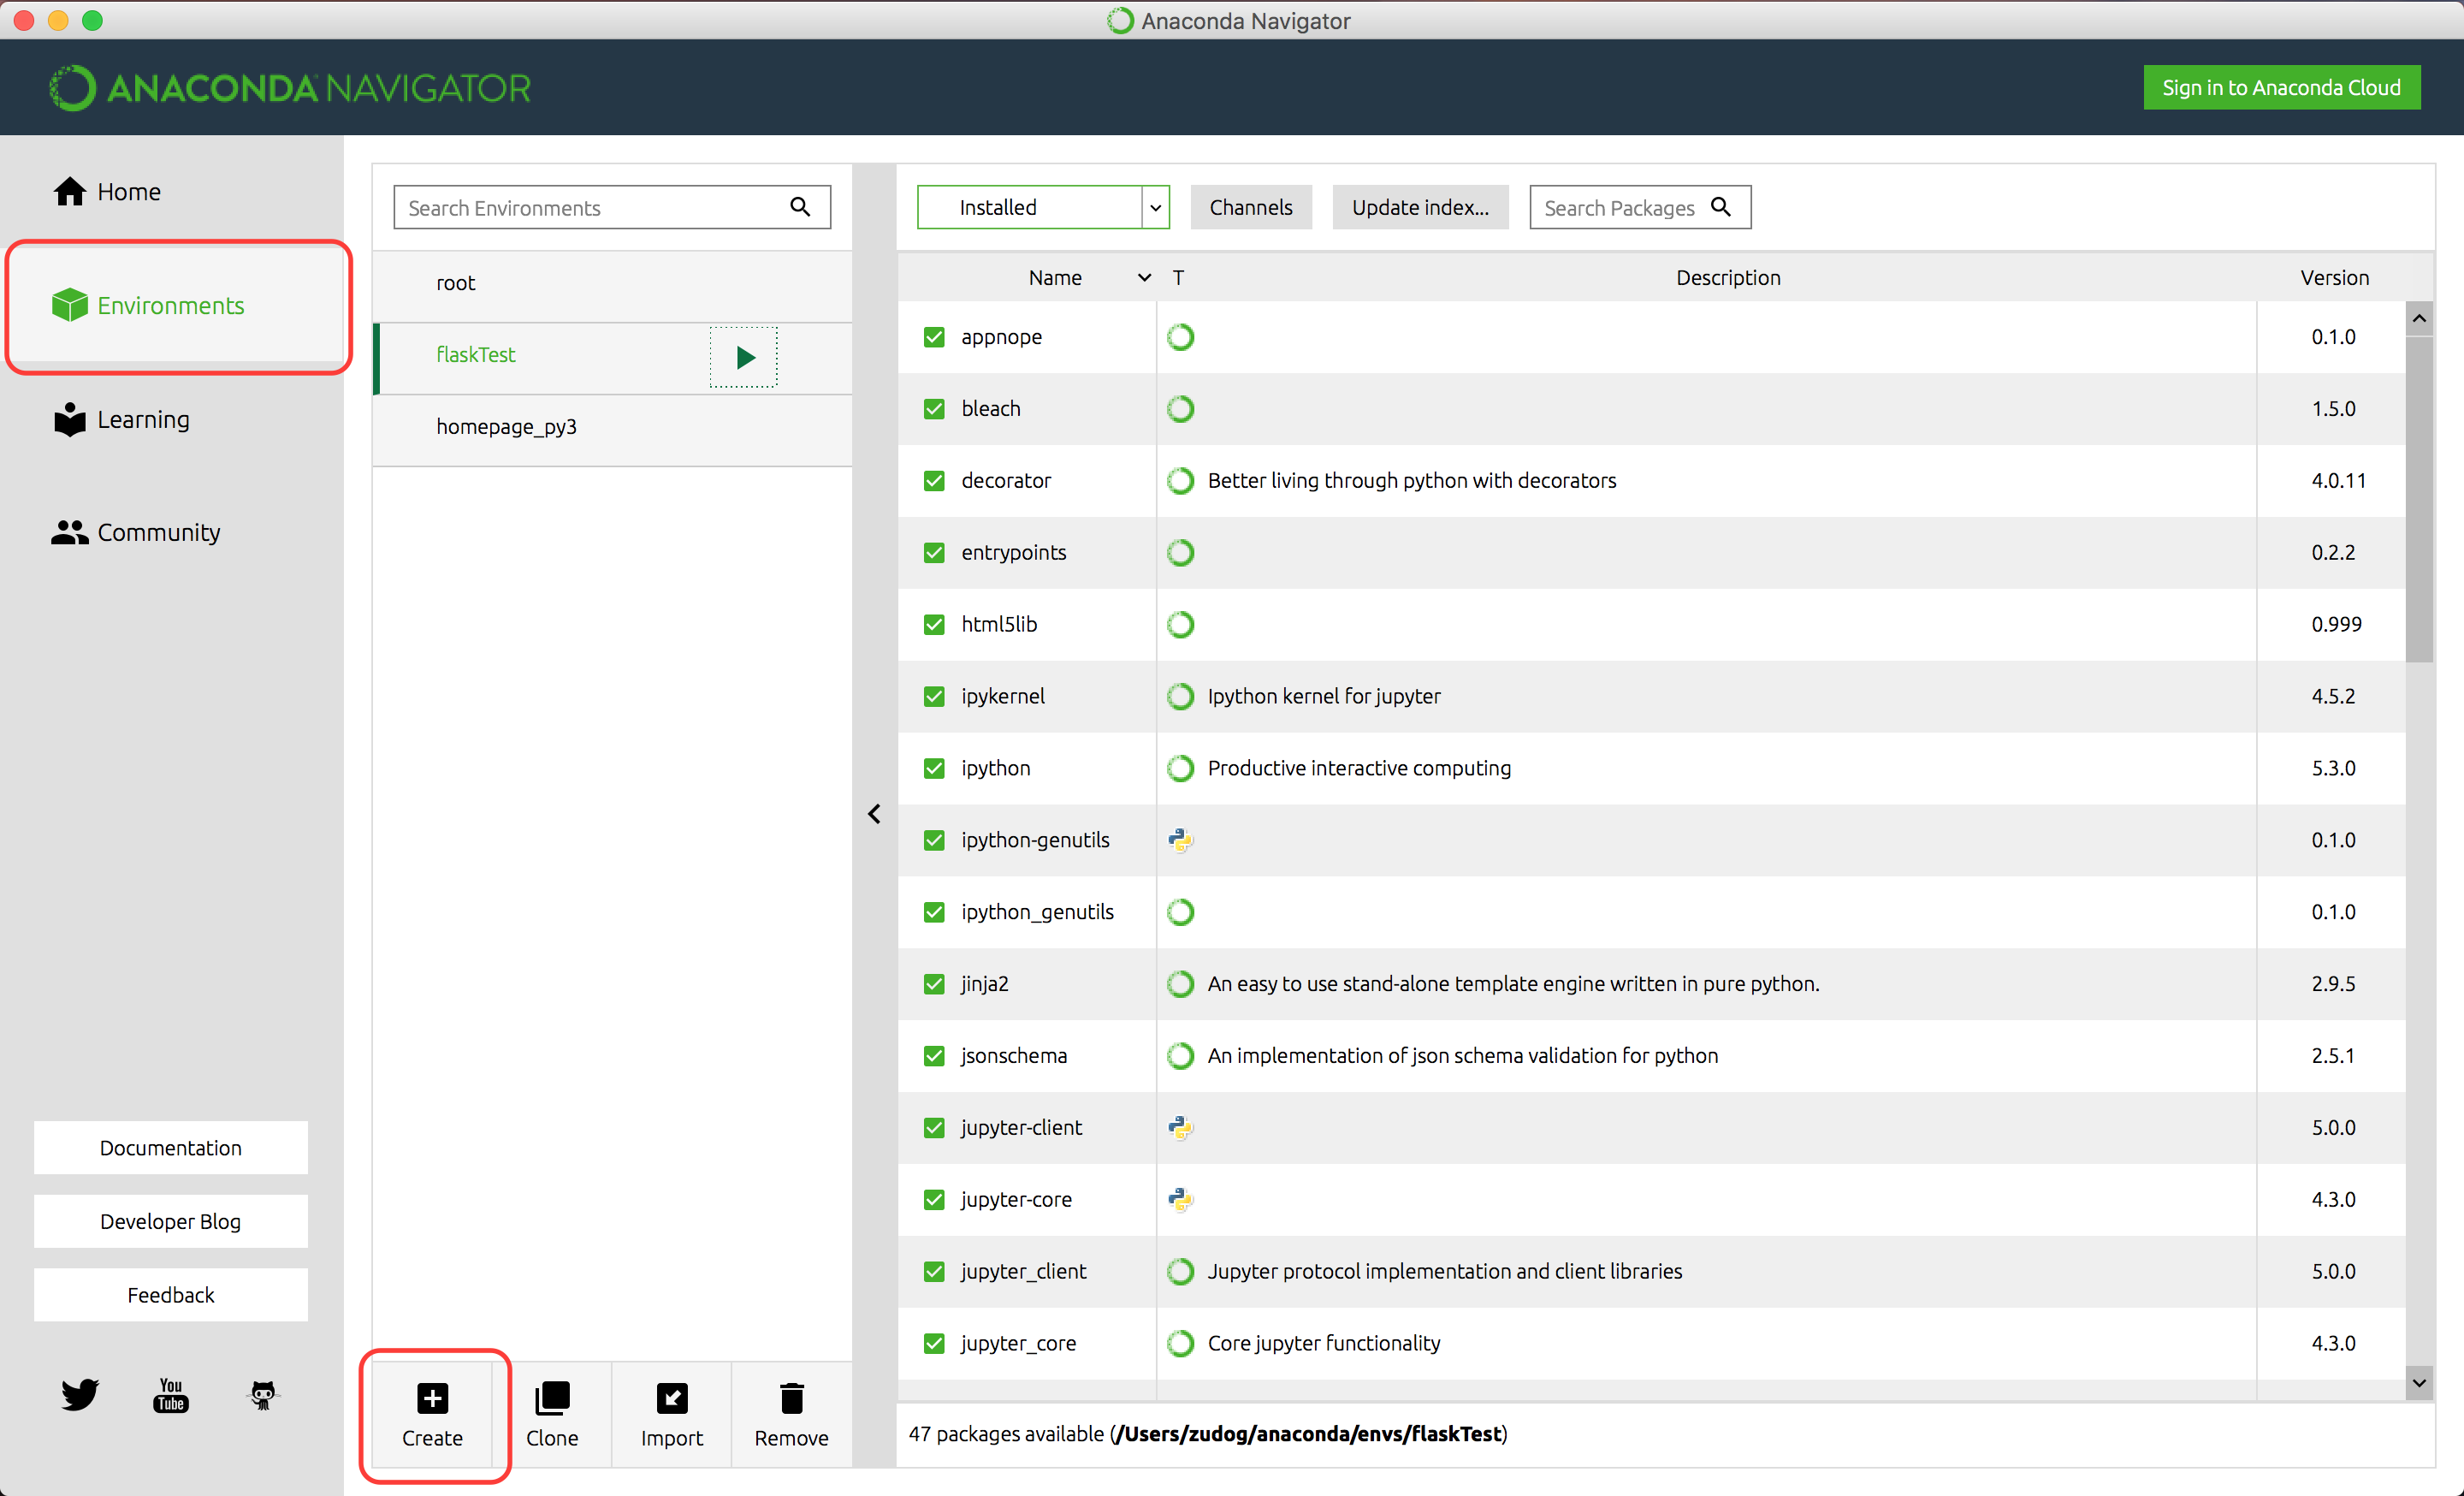 Anaconda Navigator
ANACONDA NAVIGATOR
Sign in to Anaconda Cloud
Home
Environments
Learning
Community
Documentation
Developer Blog
Feedback
You
Tube
Search Environments
root
flaskTest
homepage_py3
Create
Clone
Import
Remove
Installed
Channels
Update index...
Search Packages
Name T Description Version
appnope 0.1.0
bleach 1.5.0
decorator Better living through python with decorators 4.0.11
entrypoints 0.2.2
html5lib 0.999
ipykernel Ipython kernel for jupyter 4.5.2
ipython Productive interactive computing 5.3.0
ipython-genutils 0.1.0
ipython_genutils 0.1.0
jinja2 An easy to use stand-alone template engine written in pure python. 2.9.5
jsonschema An implementation of json schema validation for python 2.5.1
jupyter-client 5.0.0
jupyter-core 4.3.0
jupyter_client Jupyter protocol implementation and client libraries 5.0.0
jupyter_core Core jupyter functionality 4.3.0
47 packages available (/Users/zudog/anaconda/envs/flaskTest)